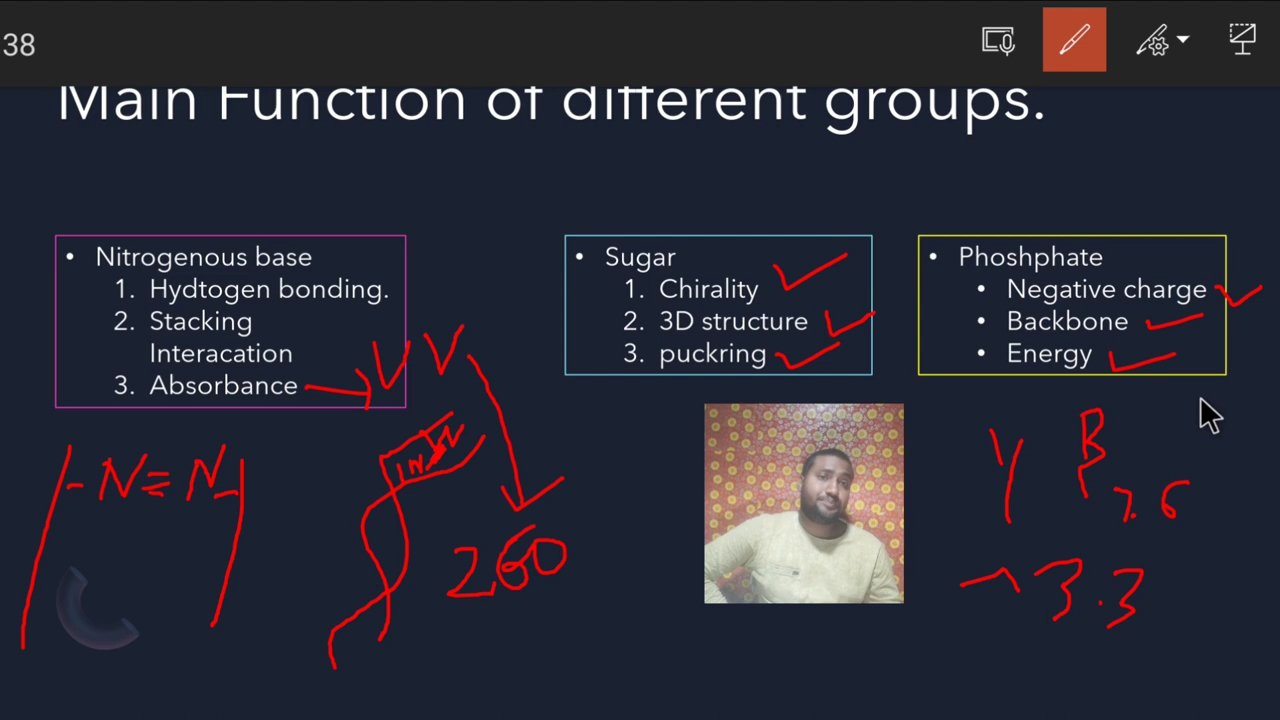 38
Main Function of different groups.
• Nitrogenous base
1. Hydtogen bonding.
2. Stacking
Interacation
3. Absorbance
• Sugar
1. Chirality
2. 3D structure
3. puckring
• Phoshphate
• Negative charge
• Backbone
• Energy
UV
-N≡N-
260
B
7.6
3.3